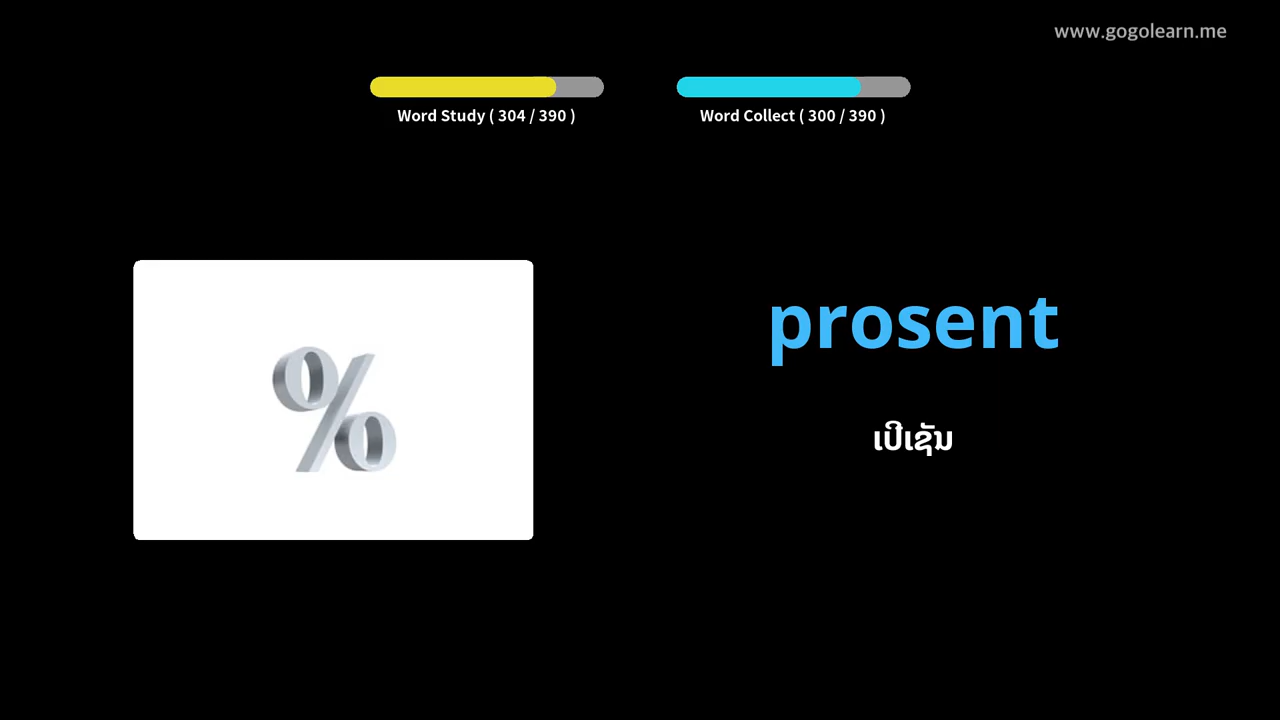 www.gogolearn.me
Word Study ( 304 / 390 )
Word Collect ( 300 / 390 )
%
prosent
ເປີເຊັນ